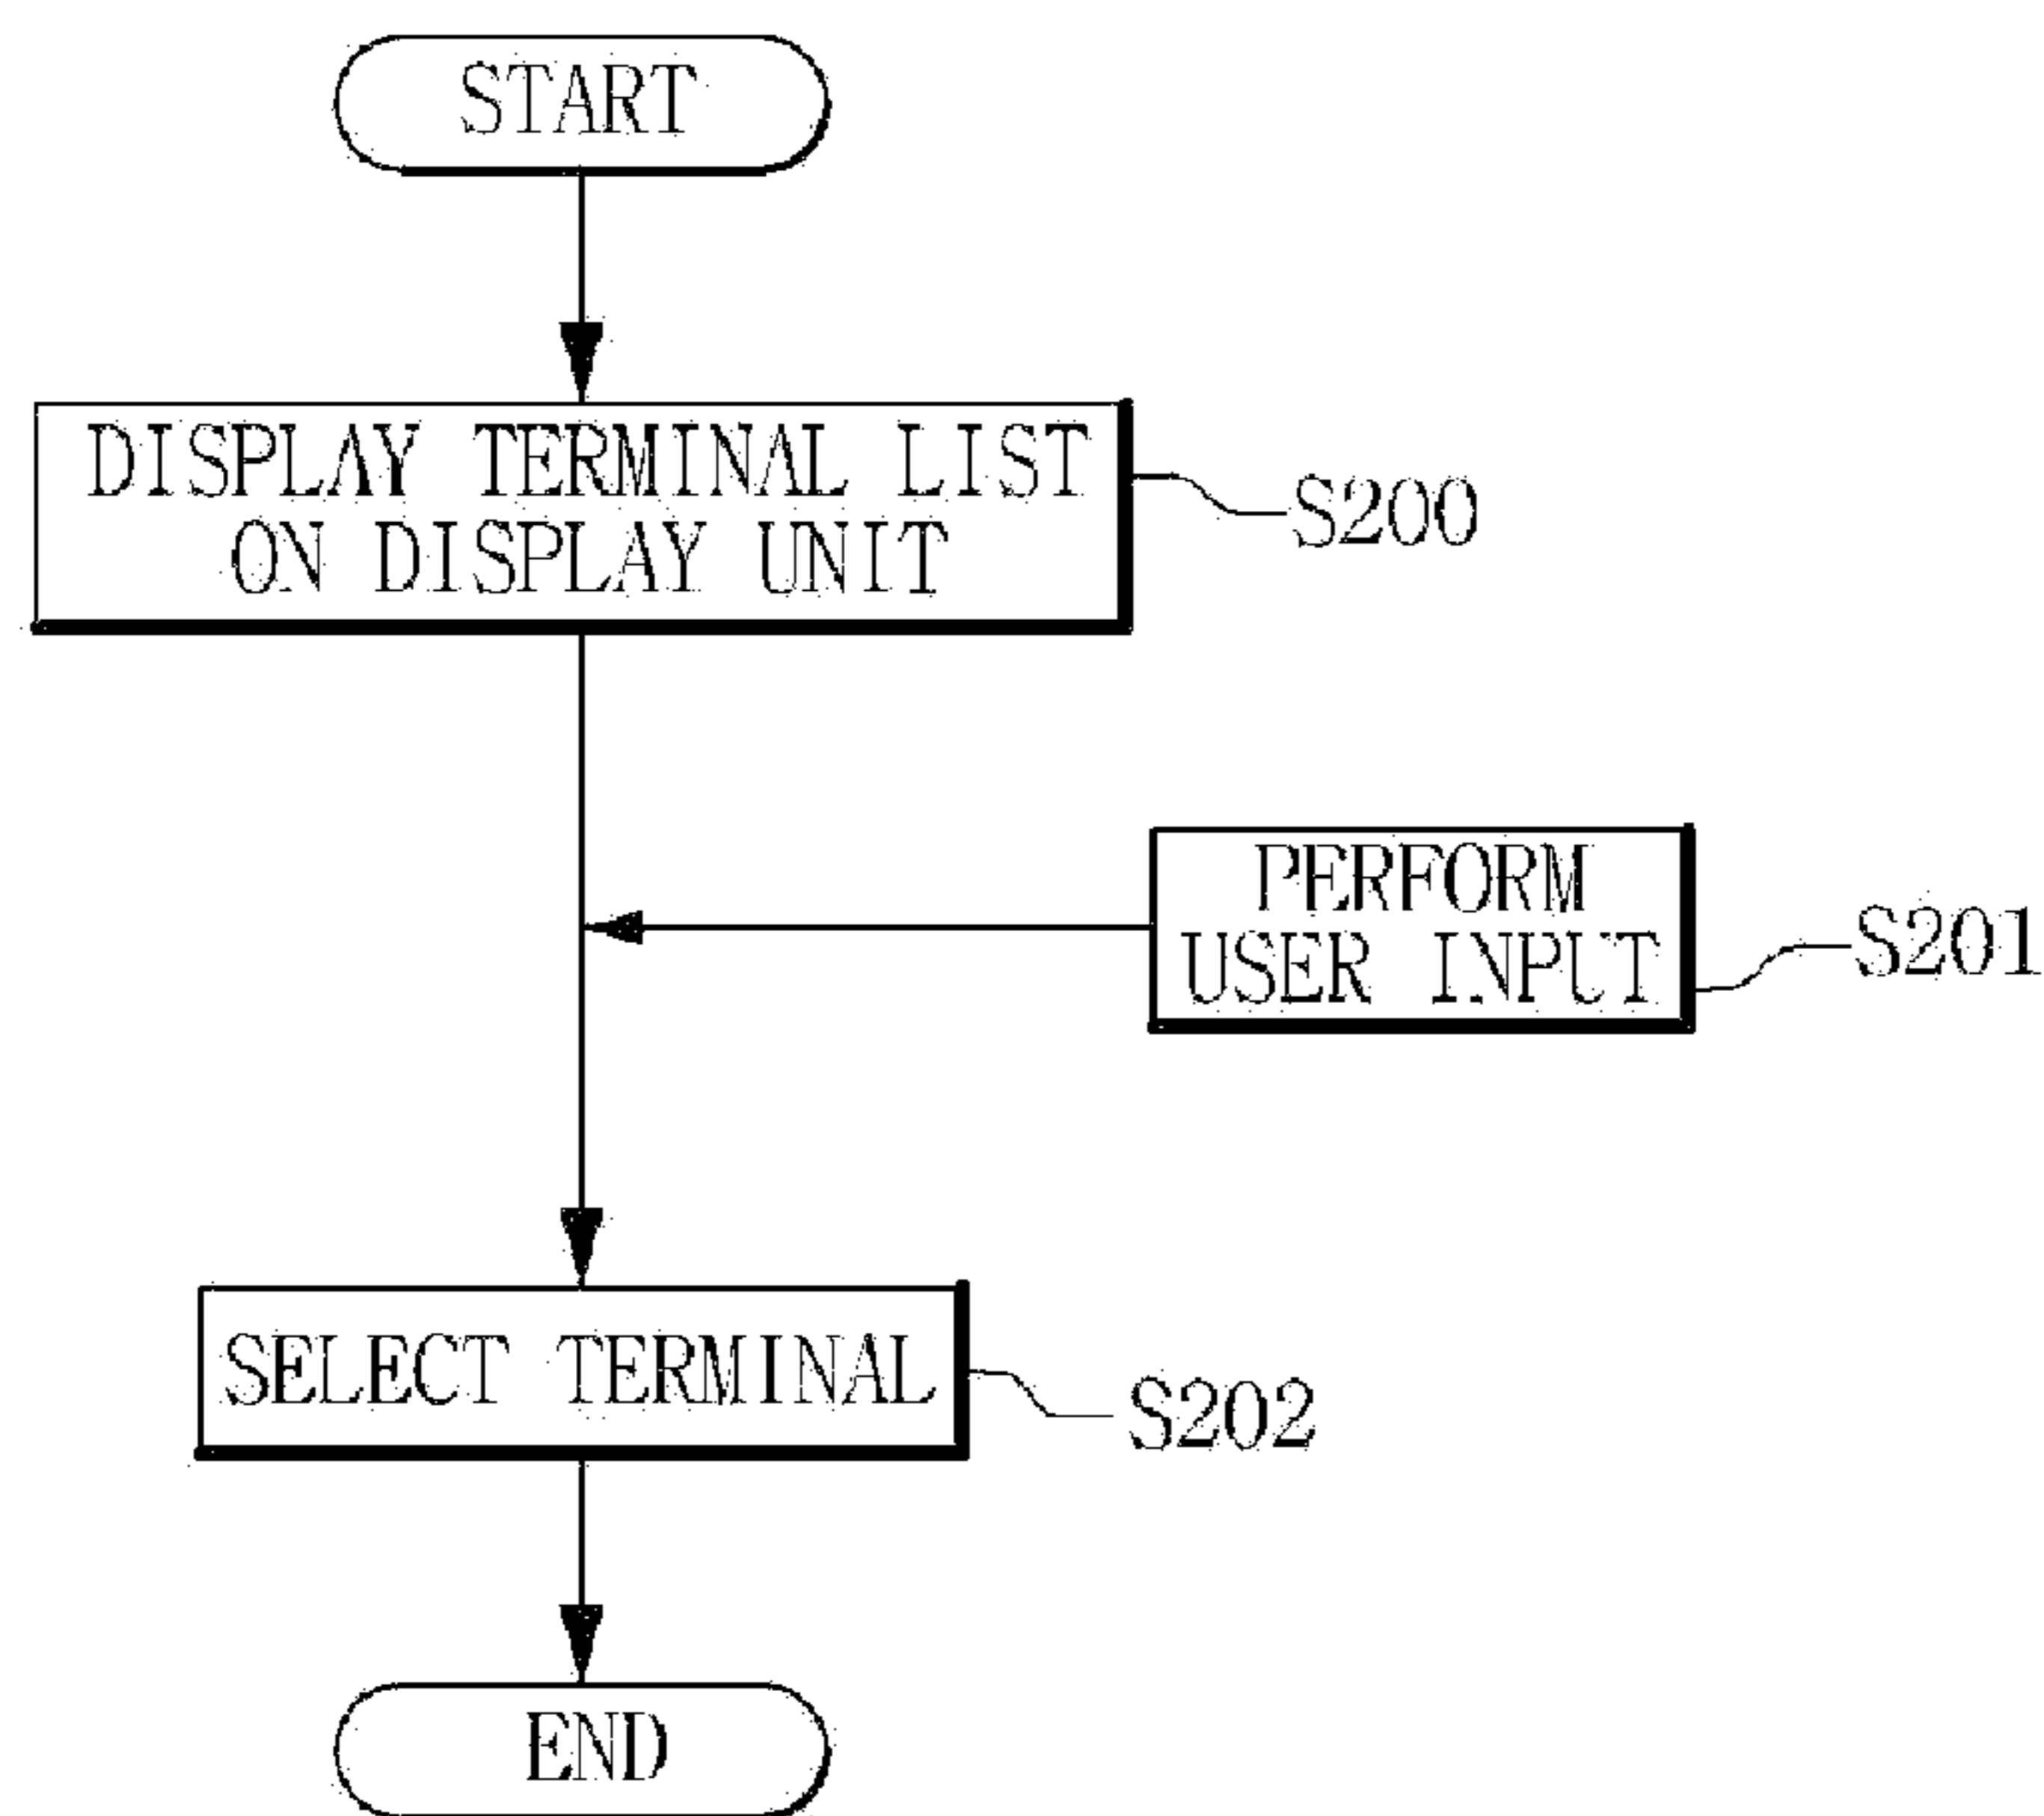 START
DISPLAY TERMINAL LIST
ON DISPLAY UNIT
S200
PERFORM
USER INPUT
S201
SELECT TERMINAL
S202
END